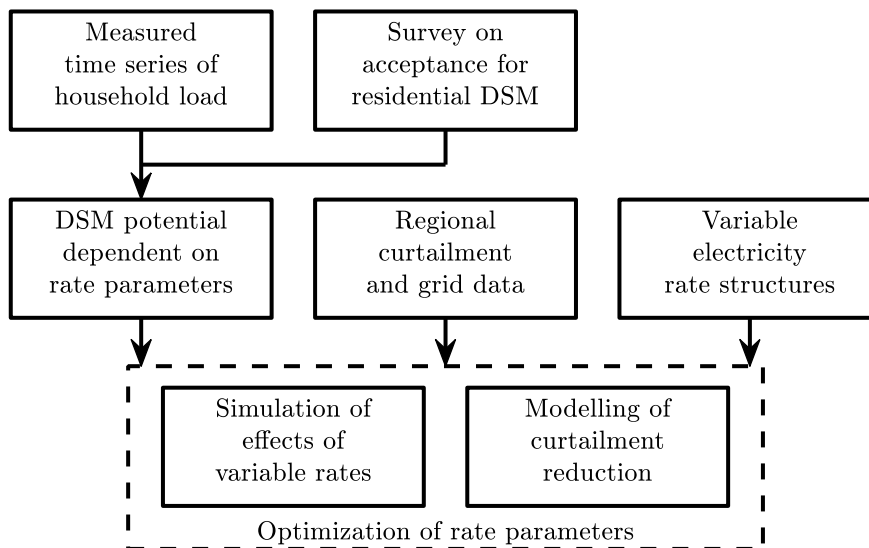 Measured
time series of
household load
Survey on
acceptance for
residential DSM
DSM potential
dependent on
rate parameters
Regional
curtailment
and grid data
Variable
electricity
rate structures
Simulation of
effects of
variable rates
Modelling of
curtailment
reduction
Optimization of rate parameters